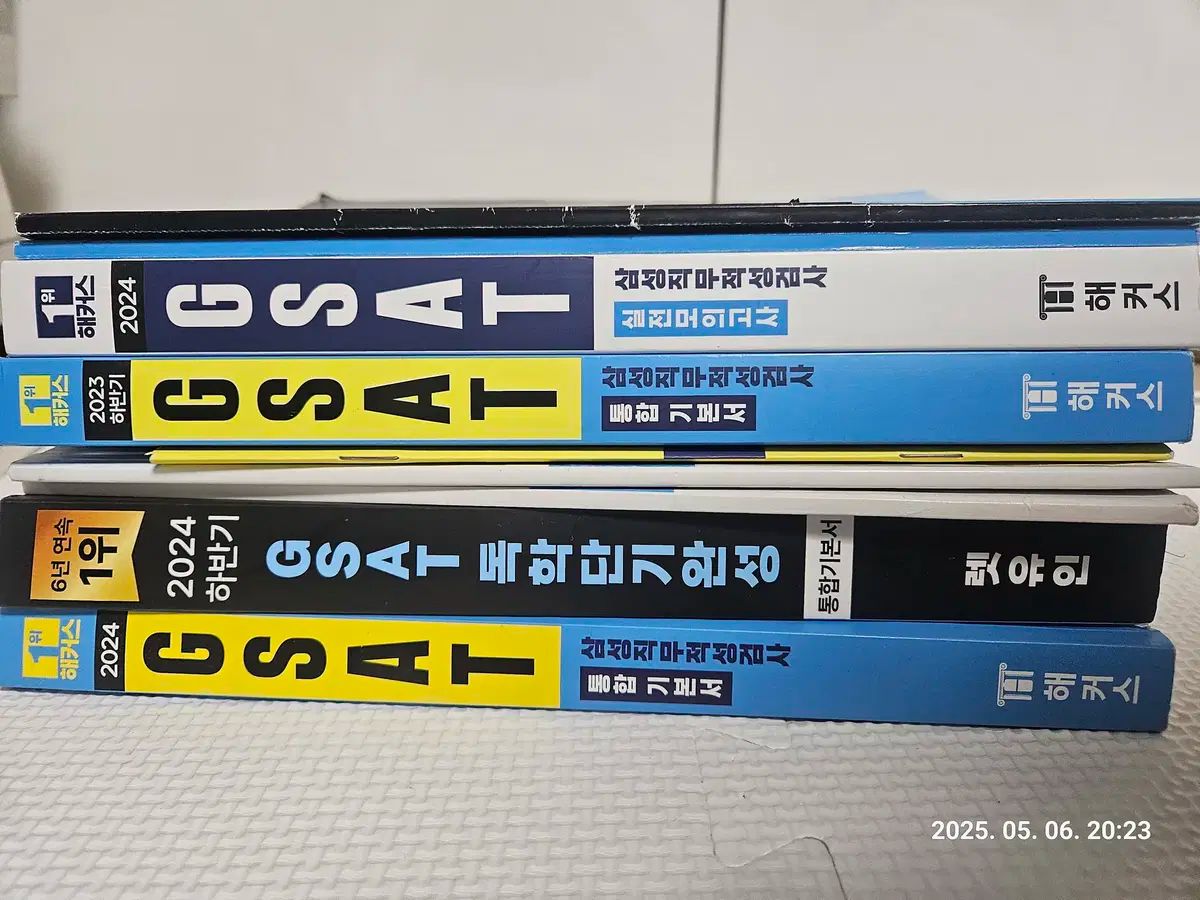 1위
해커스
2024
GSAT
삼성직무적성검사
실전모의고사
해커스
1위
해커스
2023
하반기
GSAT
삼성직무적성검사
통합 기본서
해커스
6년 연속
1위
2024
하반기
GSAT 독학단기완성
통합기본서
렛유인
1위
해커스
2024
GSAT
삼성직무적성검사
통합 기본서
해커스
2025. 05. 06. 20:23